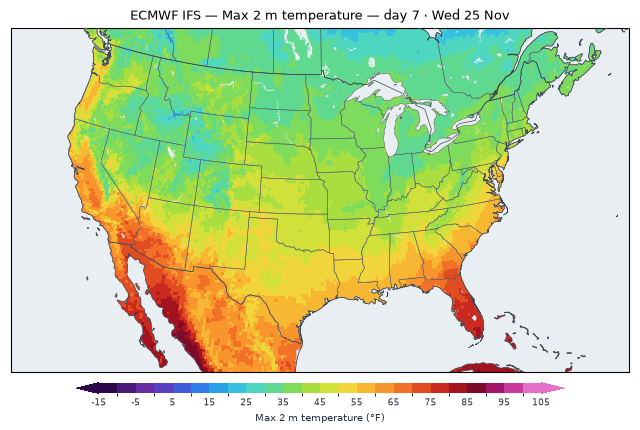 ECMWF IFS — Max 2 m temperature — day 7 · Wed 25 Nov
-15 -5 5 15 25 35 45 55 65 75 85 95 105
Max 2 m temperature (°F)